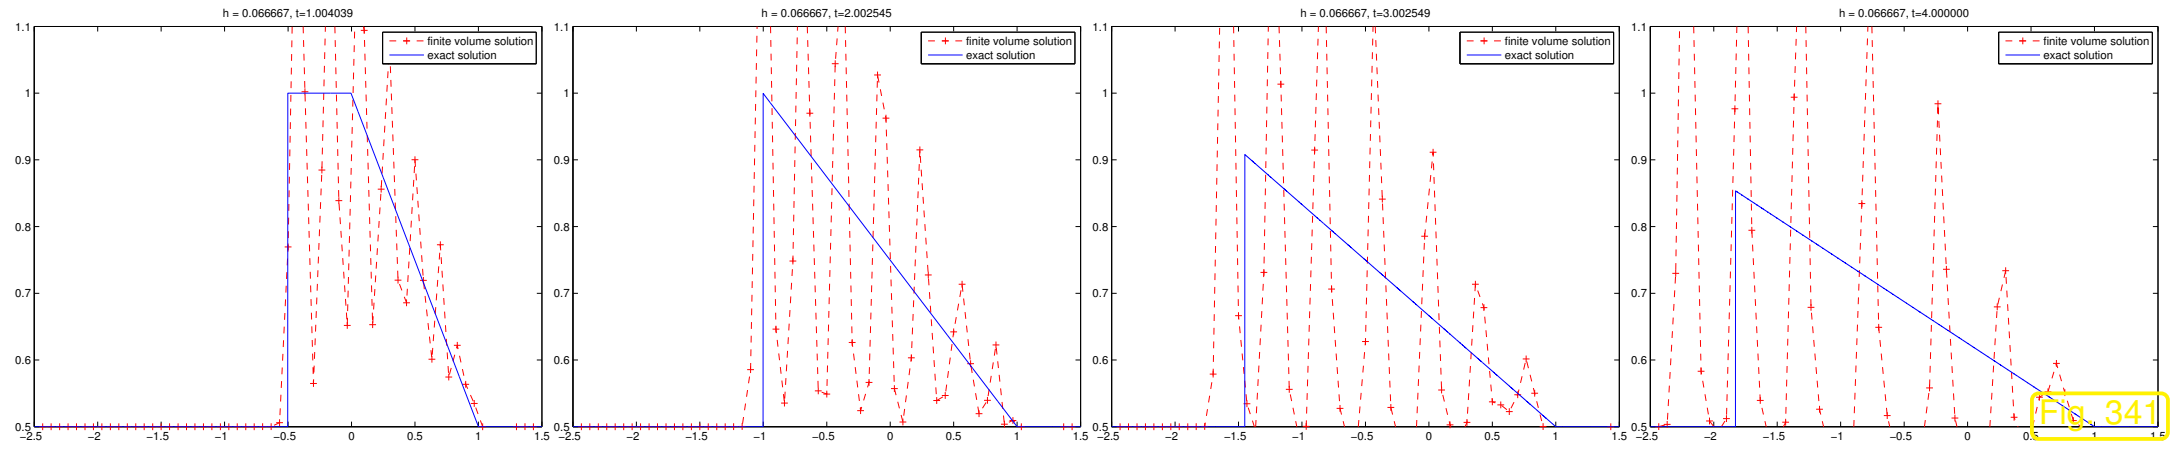 h = 0.066667, t=1.004039
finite volume solution
exact solution
1.1
1
0.9
0.8
0.7
0.6
0.5
−2.5 −2 −1.5 −1 −0.5 0 0.5 1 1.5
h = 0.066667, t=2.002545
finite volume solution
exact solution
1.1
1
0.9
0.8
0.7
0.6
0.5
−2.5 −2 −1.5 −1 −0.5 0 0.5 1 1.5
h = 0.066667, t=3.002549
finite volume solution
exact solution
1.1
1
0.9
0.8
0.7
0.6
0.5
−2.5 −2 −1.5 −1 −0.5 0 0.5 1 1.5
h = 0.066667, t=4.000000
finite volume solution
exact solution
1.1
1
0.9
0.8
0.7
0.6
0.5
−2.5 −2 −1.5 −1 −0.5 0 0.5 1 1.5
Fig. 341